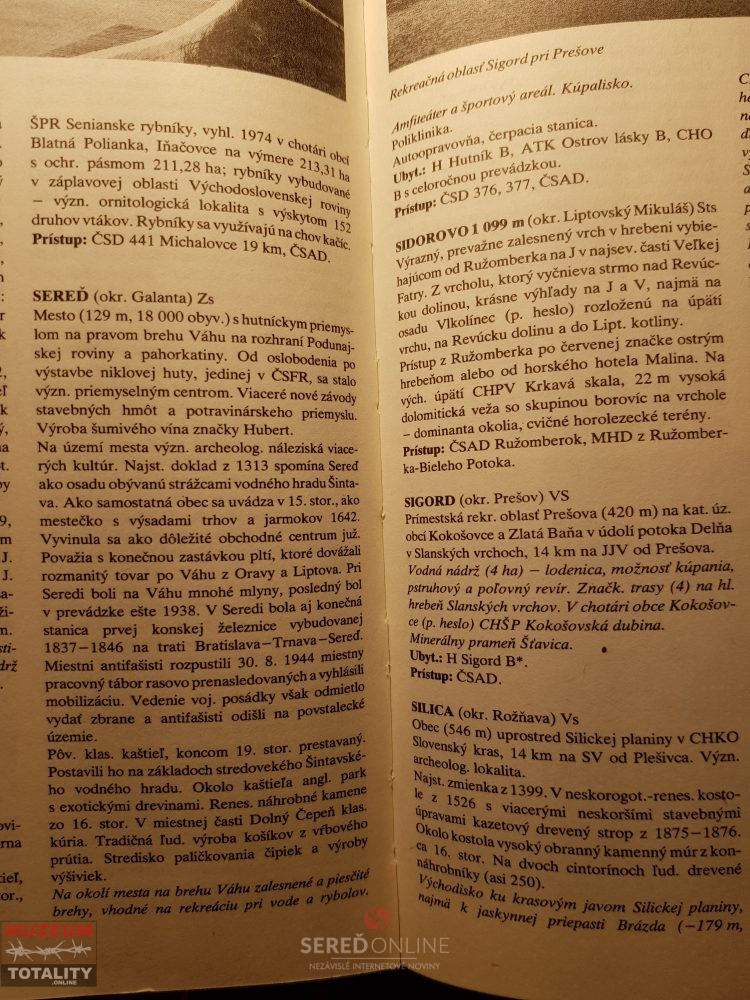 ŠPR Senianske rybníky, vyhl. 1974 v chotári obcí
Blatná Polianka, Iňačovce na výmere 213,31 ha
s ochr. pásmom 211,28 ha; rybníky vybudované
v záplavovej oblasti Východoslovenskej roviny
– význ. ornitologická lokalita s výskytom 152
druhov vtákov. Rybníky sa využívajú na chov kačíc.
Prístup: ČSD 441 Michalovce 19 km, ČSAD.
SEREĎ (okr. Galanta) Zs
Mesto (129 m, 18 000 obyv.) s hutníckym priemys-
lom na pravom brehu Váhu na rozhraní Podunaj-
skej roviny a pahorkatiny. Od oslobodenia po
výstavbe niklovej huty, jedinej v ČSFR, sa stalo
význ. priemyselným centrom. Viaceré nové závody
stavebných hmôt a potravinárskeho priemyslu.
Výroba šumivého vína značky Hubert.
Na území mesta význ. archeolog. náleziská viace-
rých kultúr. Najst. doklad z 1313 spomína Sereď
ako osadu obývanú strážcami vodného hradu Šinta-
va. Ako samostatná obec sa uvádza v 15. stor., ako
mestečko s výsadami trhov a jarmokov 1642.
Vyvinula sa ako dôležité obchodné centrum juž.
Považia s konečnou zastávkou pltí, ktoré dovážali
rozmanitý tovar po Váhu z Oravy a Liptova. Pri
Seredi boli na Váhu mnohé mlyny, posledný bol
v prevádzke ešte 1938. V Seredi bola aj konečná
stanica prvej konskej železnice vybudovanej
1837–1846 na trati Bratislava–Trnava–Sereď.
Miestni antifašisti rozpustili 30. 8. 1944 miestny
pracovný tábor rasovo prenasledovaných a vyhlásili
mobilizáciu. Vedenie voj. posádky však odmietlo
vydať zbrane a antifašisti odišli na povstalecké
územie.
Pôv. klas. kaštieľ, koncom 19. stor. prestavaný.
Postavili ho na základoch stredovekého Šintavské-
ho vodného hradu. Okolo kaštieľa angl. park
s exotickými drevinami. Renes. náhrobné kamene
zo 16. stor. V miestnej časti Dolný Čepeň klas.
kúria. Tradičná ľud. výroba košíkov z vŕbového
prútia. Stredisko paličkovania čipiek a výroby
výšiviek.
Na okolí mesta na brehu Váhu zalesnené a piesčité
brehy, vhodné na rekreáciu pri vode a rybolov.
Rekreačná oblasť Sigord pri Prešove
Amfiteáter a športový areál. Kúpalisko.
Poliklinika.
Autoopravovňa, čerpacia stanica.
Ubyt.: H Hutník B, ATK Ostrov lásky B, CHO
B s celoročnou prevádzkou.
Prístup: ČSD 376, 377, ČSAD.
SIDOROVO 1 099 m (okr. Liptovský Mikuláš) Sts
Výrazný, prevažne zalesnený vrch v hrebeni vybie-
hajúcom od Ružomberka na J v najsev. časti Veľkej
Fatry. Z vrcholu, ktorý vyčnieva strmo nad Revúc-
kou dolinou, krásne výhľady na J a V, najmä na
osadu Vlkolínec (p. heslo) rozloženú na úpätí
vrchu, na Revúcku dolinu a do Lipt. kotliny.
Prístup z Ružomberka po červenej značke ostrým
hrebeňom alebo od horského hotela Malina. Na
vých. úpätí CHPV Krkavá skala, 22 m vysoká
dolomitická veža so skupinou borovíc na vrchole
– dominanta okolia, cvičné horolezecké terény.
Prístup: ČSAD Ružomberok, MHD z Ružomber-
ka-Bieleho Potoka.
SIGORD (okr. Prešov) VS
Prímestská rekr. oblasť Prešova (420 m) na kat. úz.
obcí Kokošovce a Zlatá Baňa v údolí potoka Delňa
v Slanských vrchoch, 14 km na JJV od Prešova.
Vodná nádrž (4 ha) – lodenica, možnosť kúpania,
pstruhový a poľovný revír. Značk. trasy (4) na hl.
hrebeň Slanských vrchov. V chotári obce Kokošov-
ce (p. heslo) CHŠP Kokošovská dubina.
Minerálny prameň Šťavica.
Ubyt.: H Sigord B*.
Prístup: ČSAD.
SILICA (okr. Rožňava) Vs
Obec (546 m) uprostred Silickej planiny v CHKO
Slovenský kras, 14 km na SV od Plešivca. Význ.
archeolog. lokalita.
Najst. zmienka z 1399. V neskorogot.-renes. kosto-
le z 1526 s viacerými neskoršími stavebnými
úpravami kazetový drevený strop z 1875–1876.
Okolo kostola vysoký obranný kamenný múr z kon-
ca 16. stor. Na dvoch cintorínoch ľud. drevené
náhrobníky (asi 250).
Východisko ku krasovým javom Silickej planiny,
najmä k jaskynnej priepasti Brázda (–179 m,
MUZEUM
TOTALITY
.ONLINE
SEREĎONLINE
NEZÁVISLÉ INTERNETOVÉ NOVINY